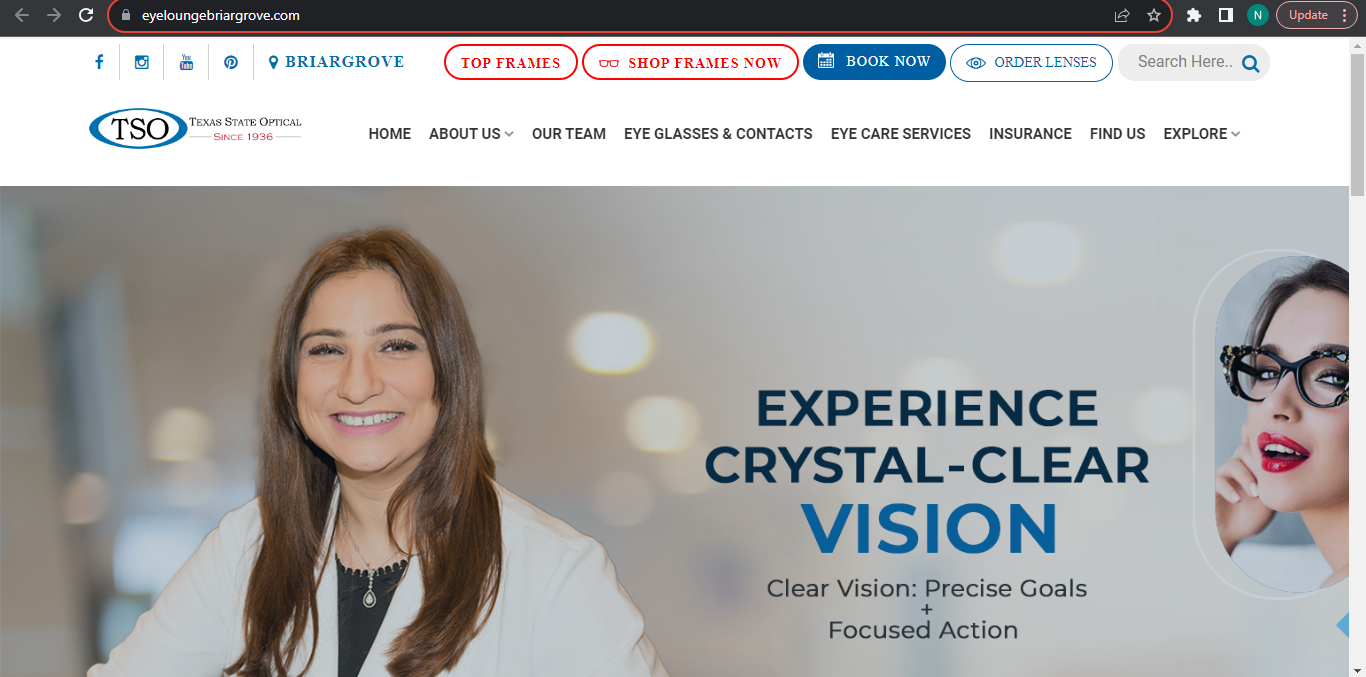 eyeloungebriargrove.com
N
Update
You
Tube
BRIARGROVE
TOP FRAMES
SHOP FRAMES NOW
BOOK NOW
ORDER LENSES
Search Here..
TSO
TEXAS STATE OPTICAL
SINCE 1936
HOME
ABOUT US
OUR TEAM
EYE GLASSES & CONTACTS
EYE CARE SERVICES
INSURANCE
FIND US
EXPLORE
EXPERIENCE
CRYSTAL-CLEAR
VISION
Clear Vision: Precise Goals
+
Focused Action